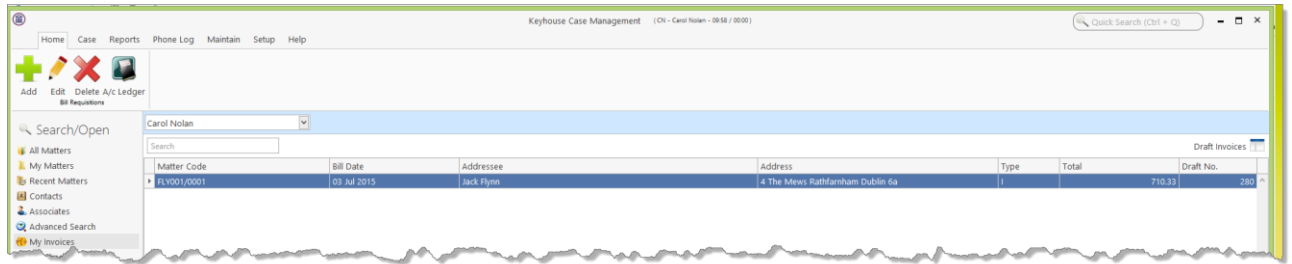 Keyhouse Case Management (CN - Carol Nolan - 09:56 / 00:00)
Quick Search (Ctrl + Q)
Home Case Reports Phone Log Maintain Setup Help
Add Edit Delete A/c Ledger
Bill Requistions
Search/Open
Carol Nolan
All Matters
Search
Draft Invoices
My Matters
Matter Code Bill Date Addressee Address Type Total Draft No.
Recent Matters
FLY001/0001 03 Jul 2015 Jack Flynn 4 The Mews Rathfarnham Dublin 6a I 710.33 280
Contacts
Associates
Advanced Search
My Invoices